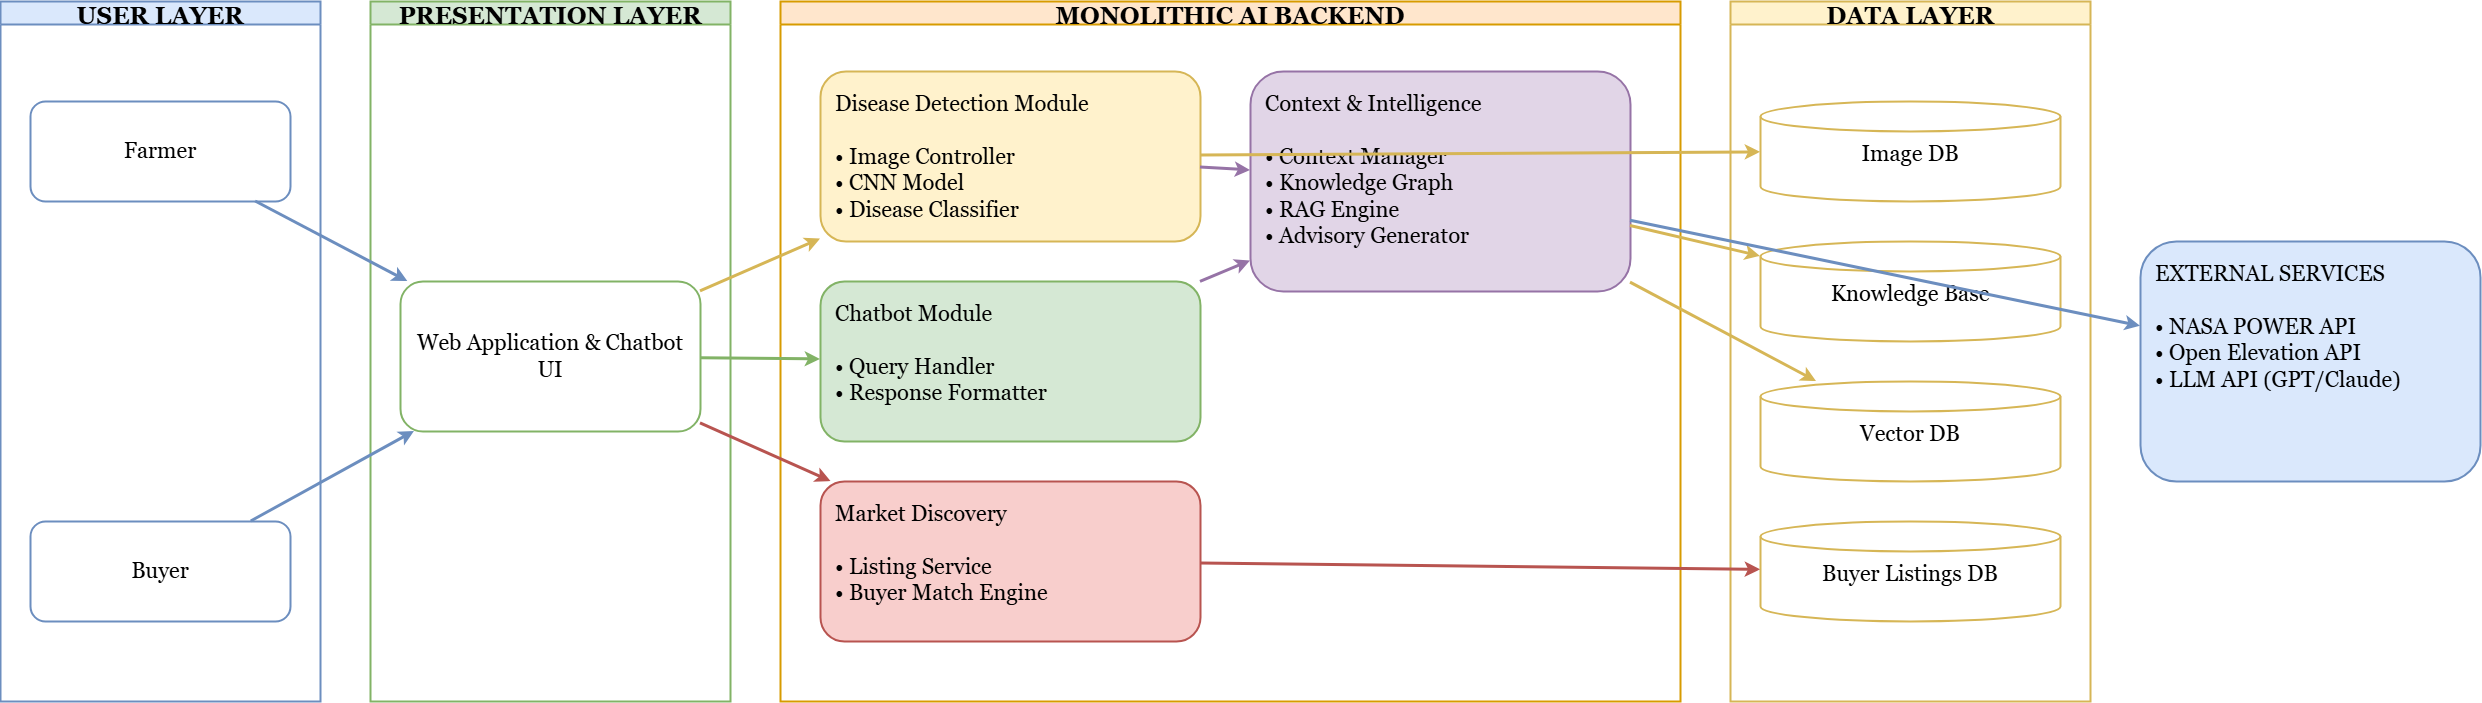 USER LAYER
PRESENTATION LAYER
MONOLITHIC AI BACKEND
DATA LAYER
Farmer
Buyer
Web Application & Chatbot
UI
Disease Detection Module
• Image Controller
• CNN Model
• Disease Classifier
Chatbot Module
• Query Handler
• Response Formatter
Market Discovery
• Listing Service
• Buyer Match Engine
Context & Intelligence
• Context Manager
• Knowledge Graph
• RAG Engine
• Advisory Generator
Image DB
Knowledge Base
Vector DB
Buyer Listings DB
EXTERNAL SERVICES
• NASA POWER API
• Open Elevation API
• LLM API (GPT/Claude)